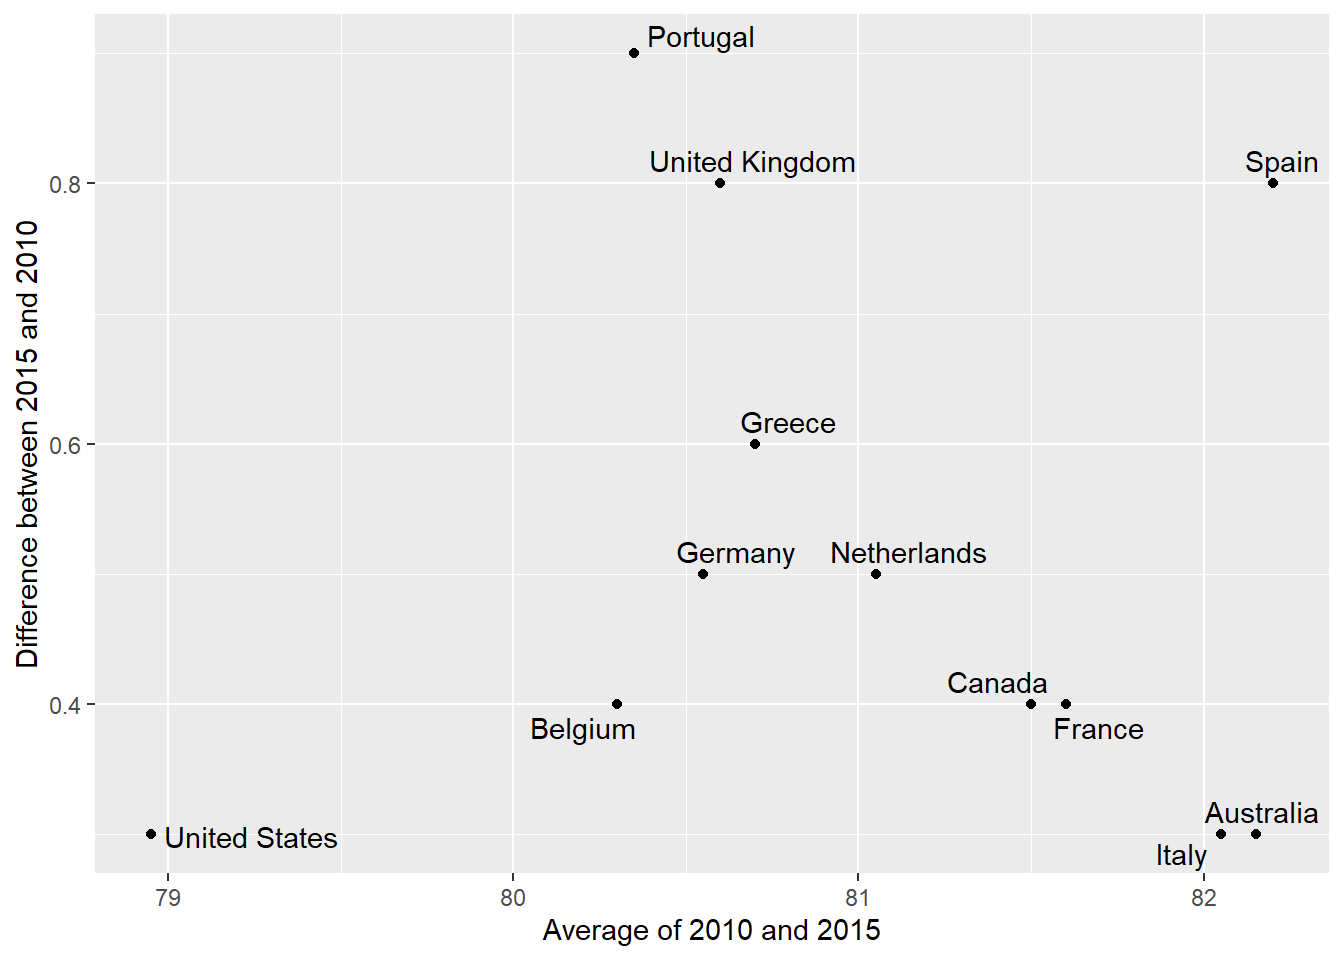 Portugal
United Kingdom
Spain
0.8
Difference between 2015 and 2010
Greece
0.6
Germany
Netherlands
Canada
0.4
Belgium
France
Australia
United States
Italy
79
80
81
82
Average of 2010 and 2015